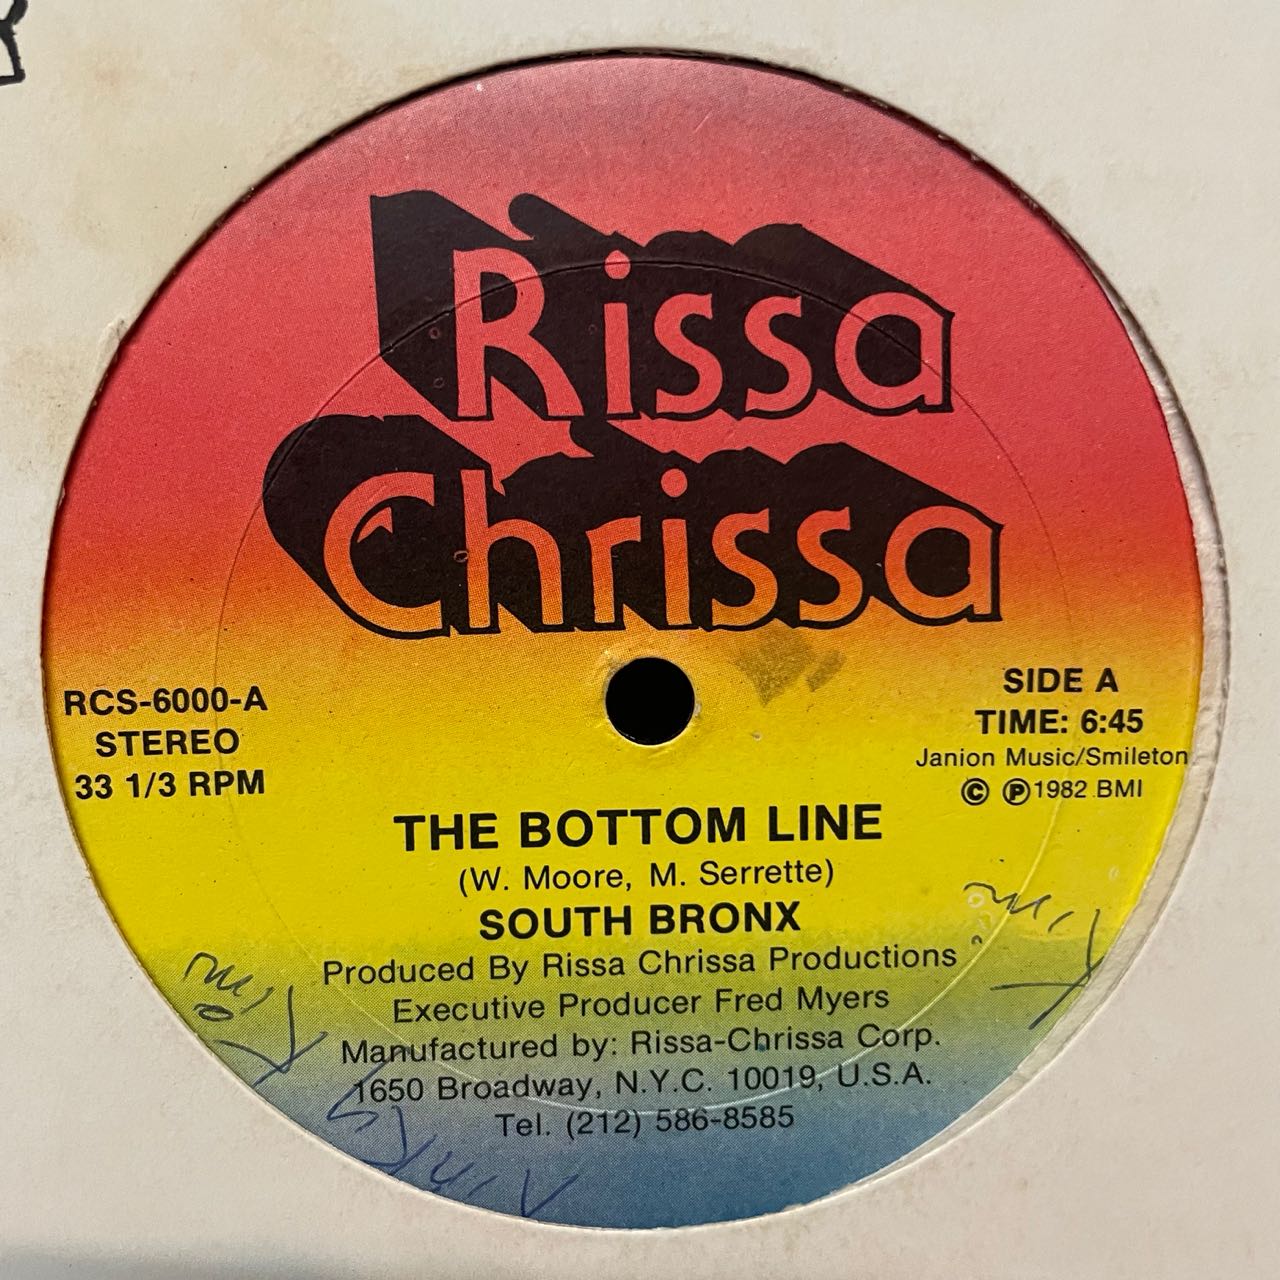 Rissa
Chrissa
RCS-6000-A
STEREO
33 1/3 RPM
SIDE A
TIME: 6:45
Janion Music/Smileton
© ℗ 1982 BMI
THE BOTTOM LINE
(W. Moore, M. Serrette)
SOUTH BRONX
Produced By Rissa Chrissa Productions
Executive Producer Fred Myers
Manufactured by: Rissa-Chrissa Corp.
1650 Broadway, N.Y.C. 10019, U.S.A.
Tel. (212) 586-8585